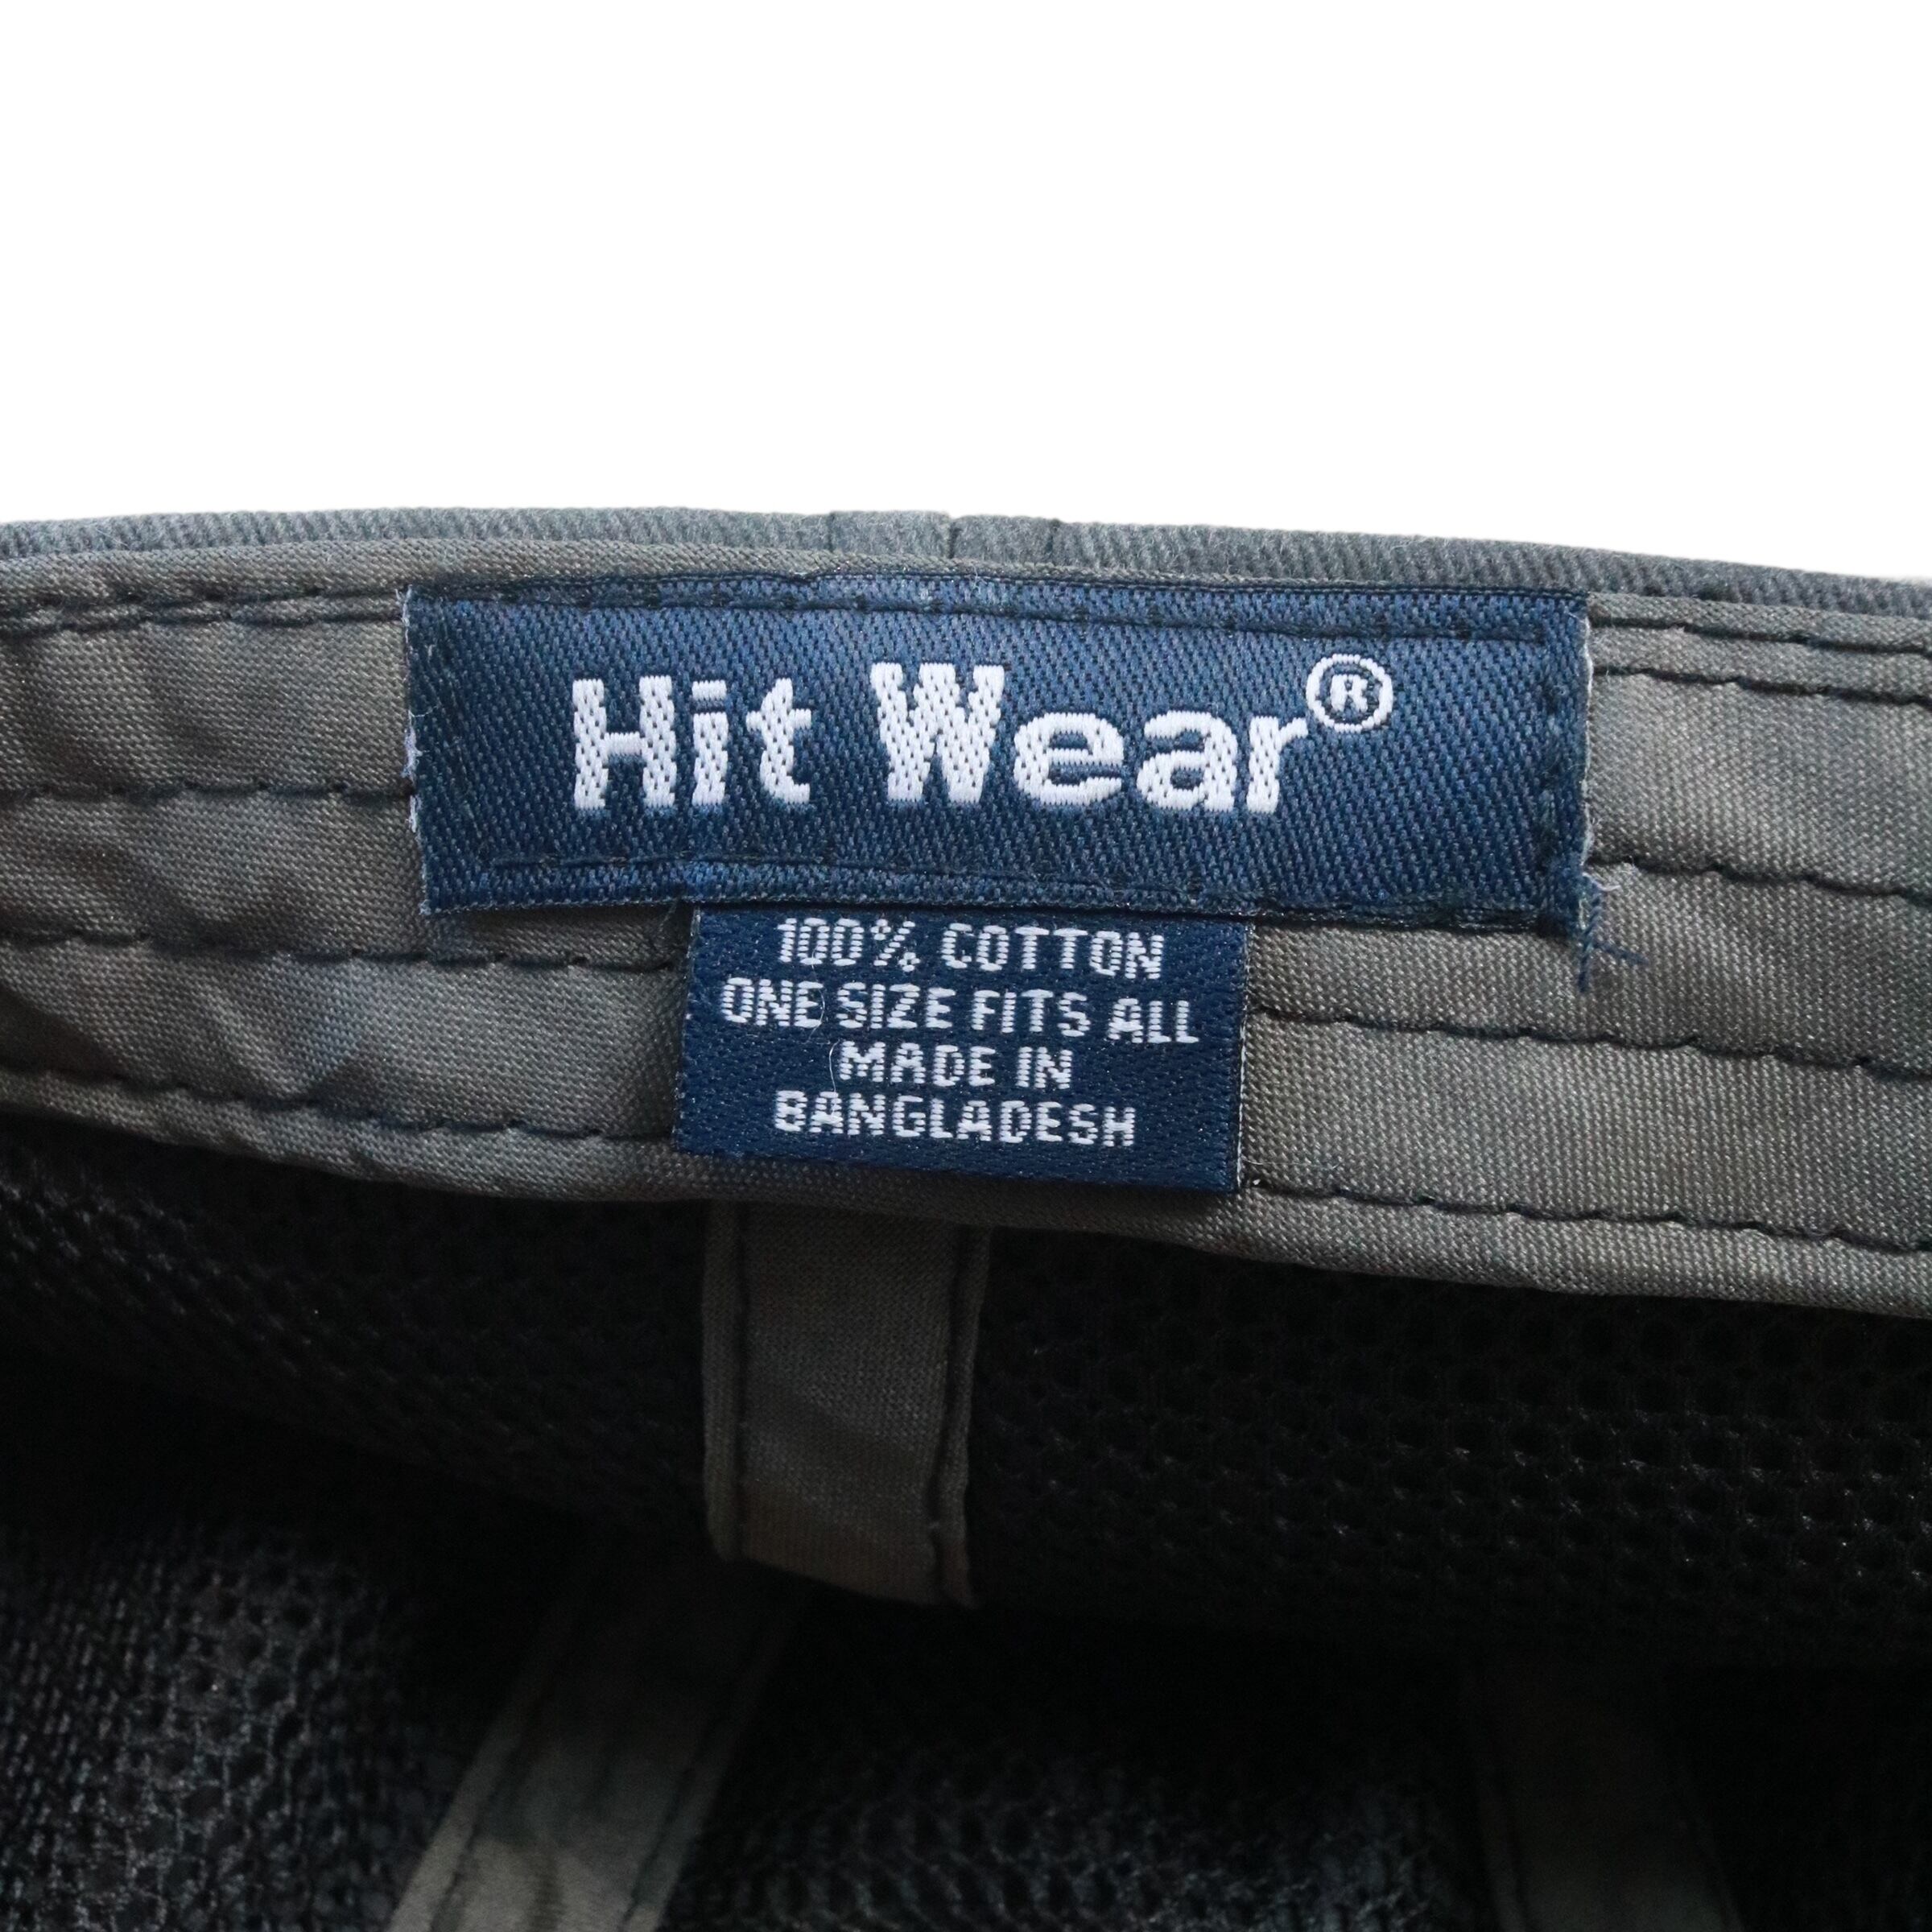 Hit Wear®
100% COTTON
ONE SIZE FITS ALL
MADE IN
BANGLADESH